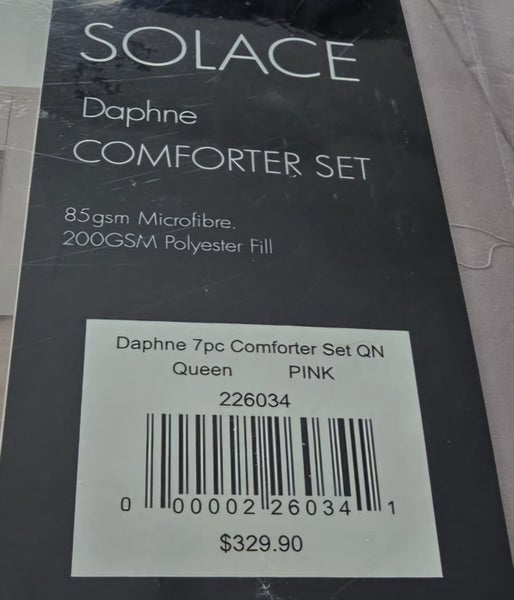 SOLACE
Daphne
COMFORTER SET
85gsm Microfibre.
200GSM Polyester Fill
Daphne 7pc Comforter Set QN
Queen PINK
226034
0 00002 26034 1
$329.90